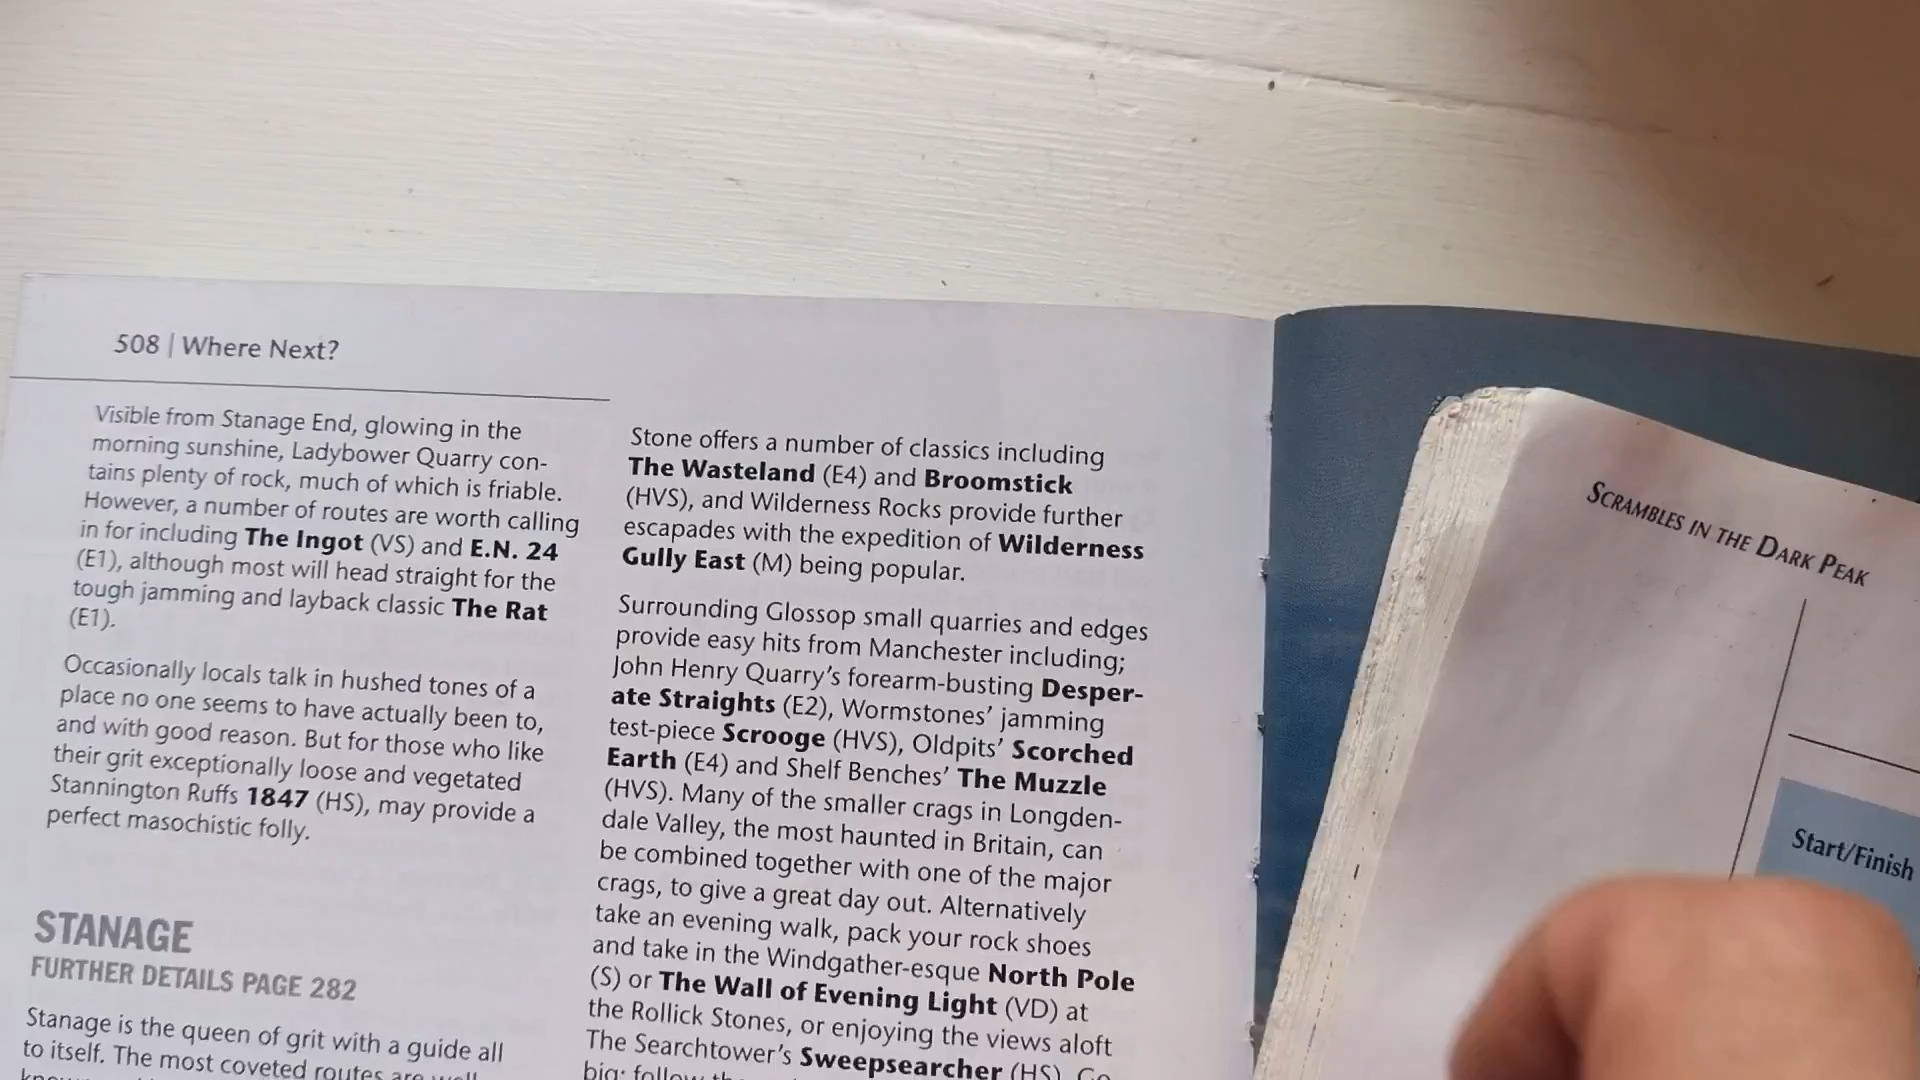 508 | Where Next?
Visible from Stanage End, glowing in the
morning sunshine, Ladybower Quarry con-
tains plenty of rock, much of which is friable.
However, a number of routes are worth calling
in for including The Ingot (VS) and E.N. 24
(E1), although most will head straight for the
tough jamming and layback classic The Rat
(E1).
Occasionally locals talk in hushed tones of a
place no one seems to have actually been to,
and with good reason. But for those who like
their grit exceptionally loose and vegetated
Stannington Ruffs 1847 (HS), may provide a
perfect masochistic folly.
STANAGE
FURTHER DETAILS PAGE 282
Stanage is the queen of grit with a guide all
to itself. The most coveted routes are well
Stone offers a number of classics including
The Wasteland (E4) and Broomstick
(HVS), and Wilderness Rocks provide further
escapades with the expedition of Wilderness
Gully East (M) being popular.
Surrounding Glossop small quarries and edges
provide easy hits from Manchester including;
John Henry Quarry's forearm-busting Desper-
ate Straights (E2), Wormstones' jamming
test-piece Scrooge (HVS), Oldpits' Scorched
Earth (E4) and Shelf Benches' The Muzzle
(HVS). Many of the smaller crags in Longden-
dale Valley, the most haunted in Britain, can
be combined together with one of the major
crags, to give a great day out. Alternatively
take an evening walk, pack your rock shoes
and take in the Windgather-esque North Pole
(S) or The Wall of Evening Light (VD) at
the Rollick Stones, or enjoying the views aloft
The Searchtower's Sweepsearcher (HS). Go
big: follow the
SCRAMBLES IN THE DARK PEAK
Start/Finish